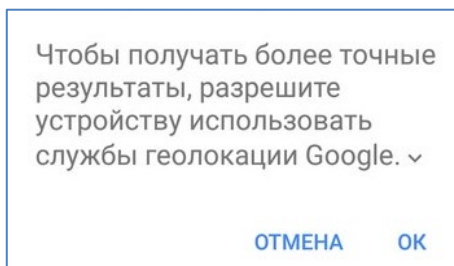 Чтобы получать более точные
результаты, разрешите
устройству использовать
службы геолокации Google.
ОТМЕНА ОК